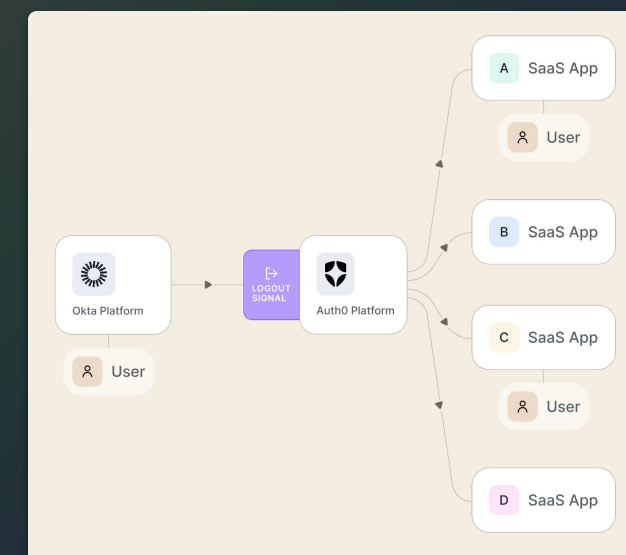 A SaaS App
User
B SaaS App
LOGOUT
SIGNAL
Okta Platform
Auth0 Platform
User
C SaaS App
User
D SaaS App